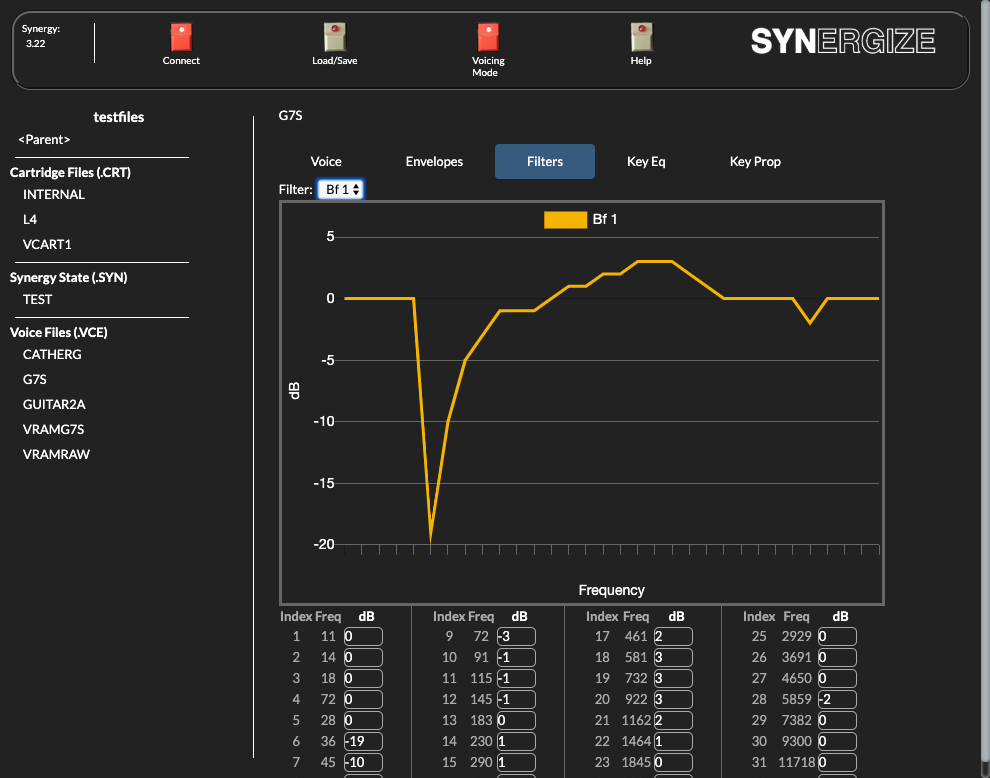 Synergy:
3.22
Connect
Load/Save
Voicing
Mode
Help
SYNERGIZE
testfiles
<Parent>
Cartridge Files (.CRT)
INTERNAL
L4
VCART1
Synergy State (.SYN)
TEST
Voice Files (.VCE)
CATHERG
G7S
GUITAR2A
VRAMG7S
VRAMRAW
G7S
Voice Envelopes Filters Key Eq Key Prop
Filter: Bf 1
Bf 1
5
0
-5
-10
-15
-20
dB
Frequency
Index Freq dB Index Freq dB Index Freq dB Index Freq dB
1 11 0 9 72 -3 17 461 2 25 2929 0
2 14 0 10 91 -1 18 581 3 26 3691 0
3 18 0 11 115 -1 19 732 3 27 4650 0
4 72 0 12 145 -1 20 922 3 28 5859 -2
5 28 0 13 183 0 21 1162 2 29 7382 0
6 36 -19 14 230 1 22 1464 1 30 9300 0
7 45 -10 15 290 1 23 1845 0 31 11718 0